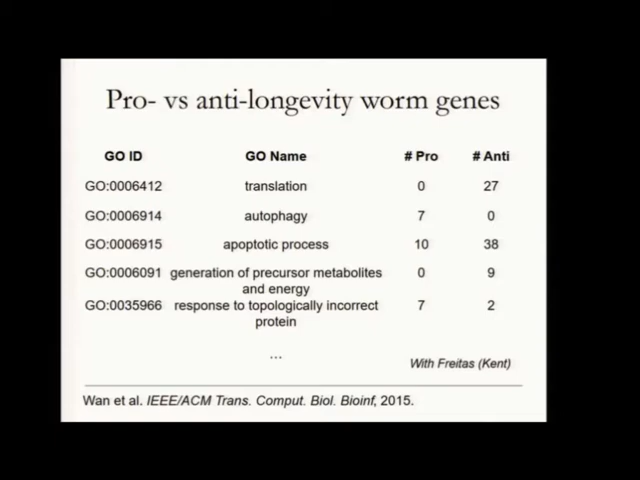 Pro- vs anti-longevity worm genes
GO ID GO Name # Pro # Anti
GO:0006412 translation 0 27
GO:0006914 autophagy 7 0
GO:0006915 apoptotic process 10 38
GO:0006091 generation of precursor metabolites and energy 0 9
GO:0035966 response to topologically incorrect protein 7 2
...
With Freitas (Kent)
Wan et al. IEEE/ACM Trans. Comput. Biol. Bioinf, 2015.